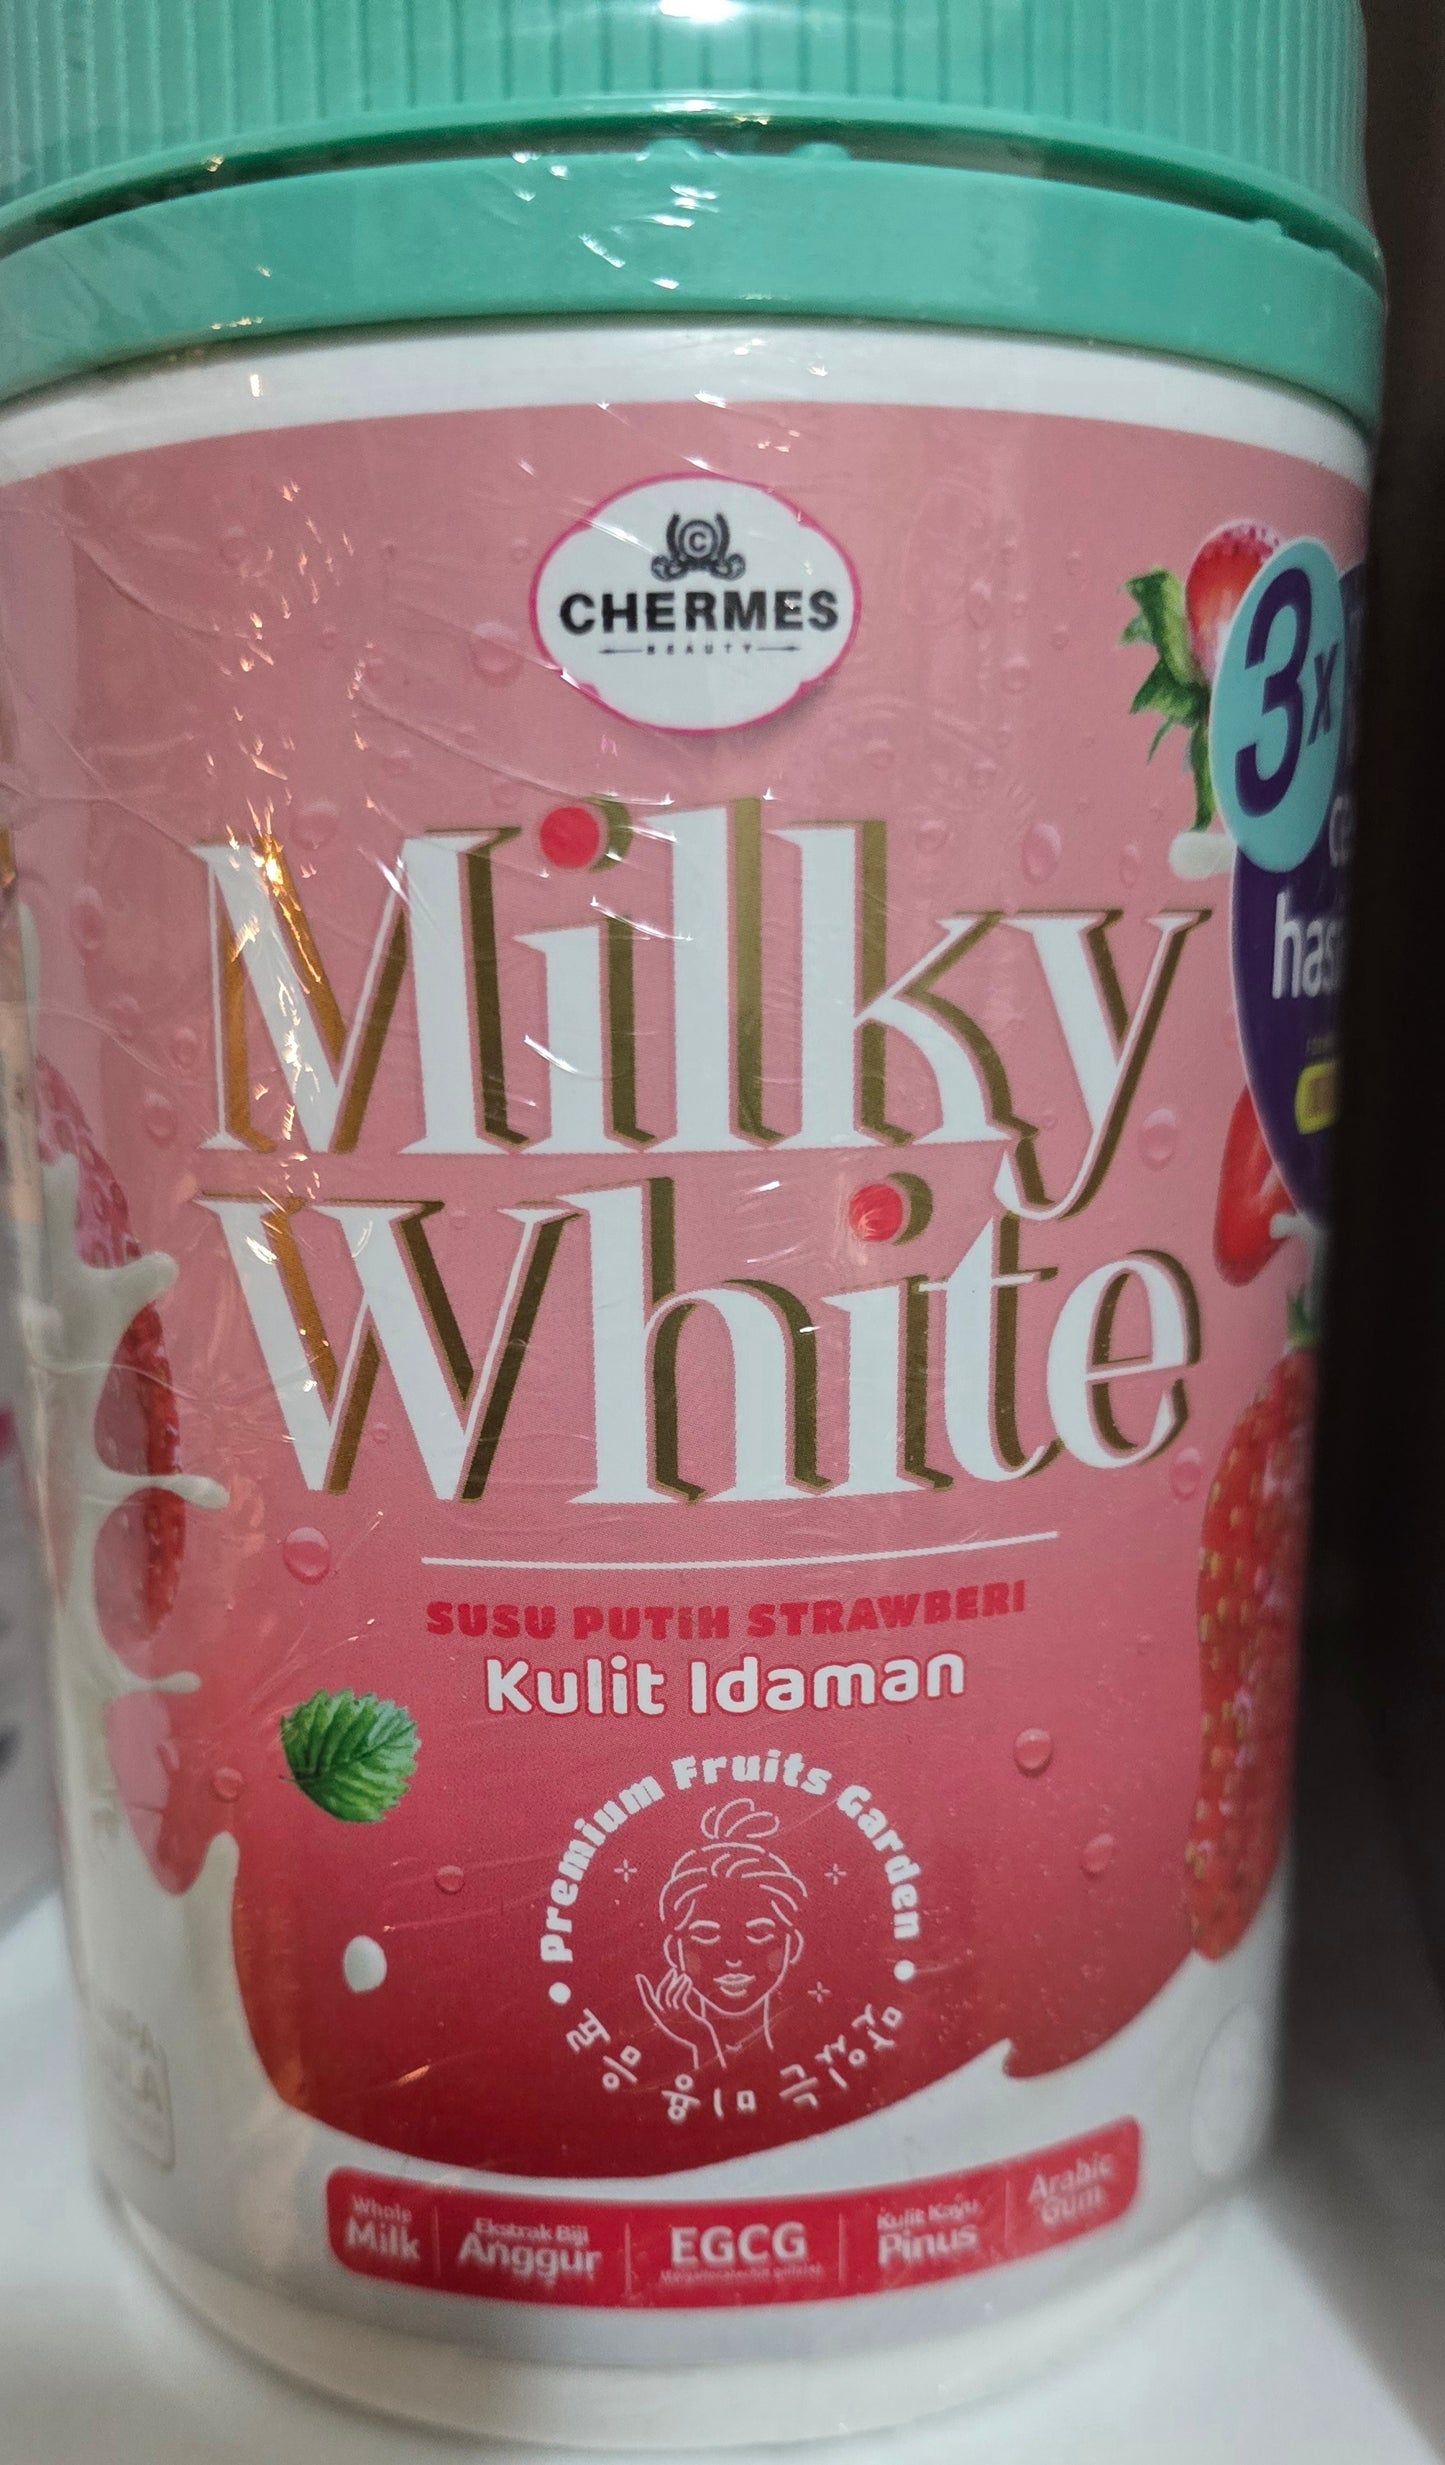 CHERMES
BEAUTY
3x
Milky
White
SUSU PUTIH STRAWBERI
Kulit Idaman
Premium Fruits Garden
Whole
Milk
Ekstrak Biji
Anggur
EGCG
Kulit Kayu
Pinus
Arabic
Gum